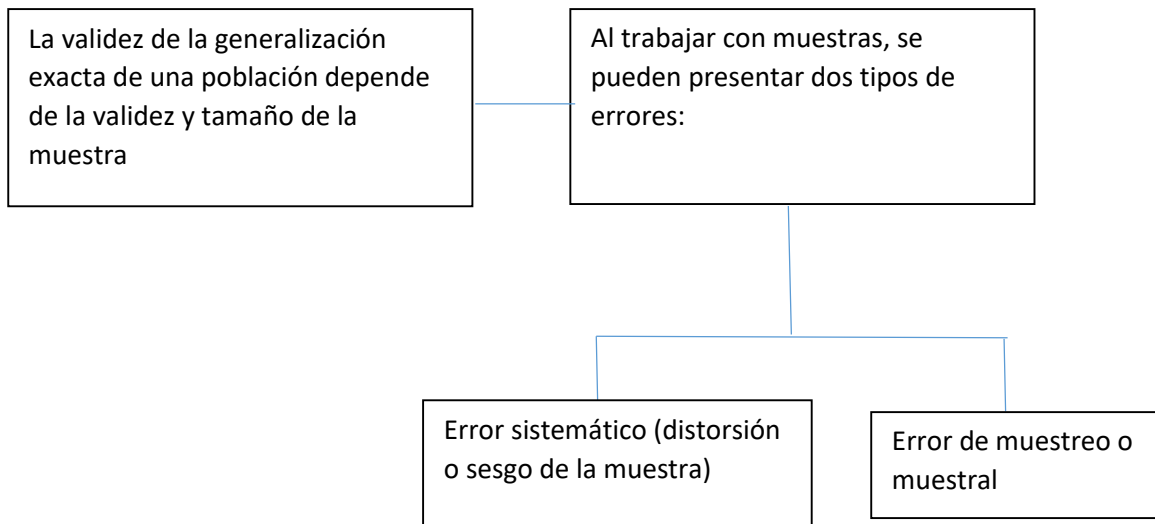 La validez de la generalización
exacta de una población depende
de la validez y tamaño de la
muestra
Al trabajar con muestras, se
pueden presentar dos tipos de
errores:
Error sistemático (distorsión
o sesgo de la muestra)
Error de muestreo o
muestral